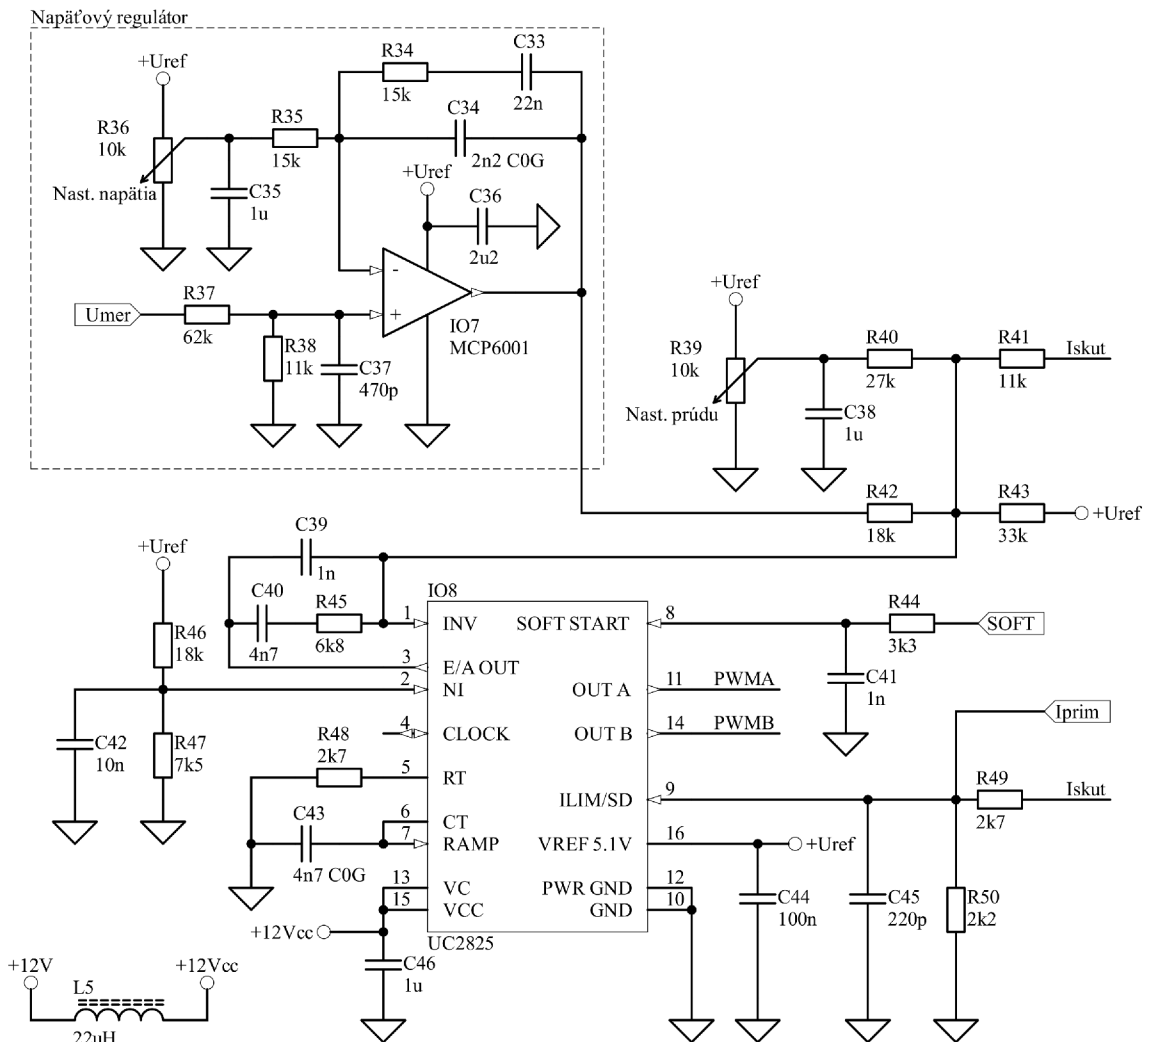 Napäťový regulátor
+Uref
R36
10k
Nast. napätia
C35
1u
R35
15k
R34
15k
C33
22n
C34
2n2 C0G
+Uref
C36
2u2
-
+
IO7
MCP6001
Umer
R37
62k
R38
11k
C37
470p
+Uref
R39
10k
Nast. prúdu
C38
1u
R40
27k
R41
11k
Iskut
R42
18k
R43
33k
+Uref
+Uref
R46
18k
C42
10n
R47
7k5
C39
1n
C40
4n7
R45
6k8
R48
2k7
C43
4n7 C0G
IO8
1 INV
3 E/A OUT
2 NI
4 CLOCK
5 RT
6 CT
7 RAMP
13 VC
15 VCC
SOFT START 8
OUT A 11 PWMA
OUT B 14 PWMB
ILIM/SD 9
VREF 5.1V 16
PWR GND 12
GND 10
UC2825
+12Vcc
C46
1u
R44
3k3
SOFT
C41
1n
Iprim
R49
2k7
Iskut
+Uref
C44
100n
C45
220p
R50
2k2
+12V
L5
22uH
+12Vcc